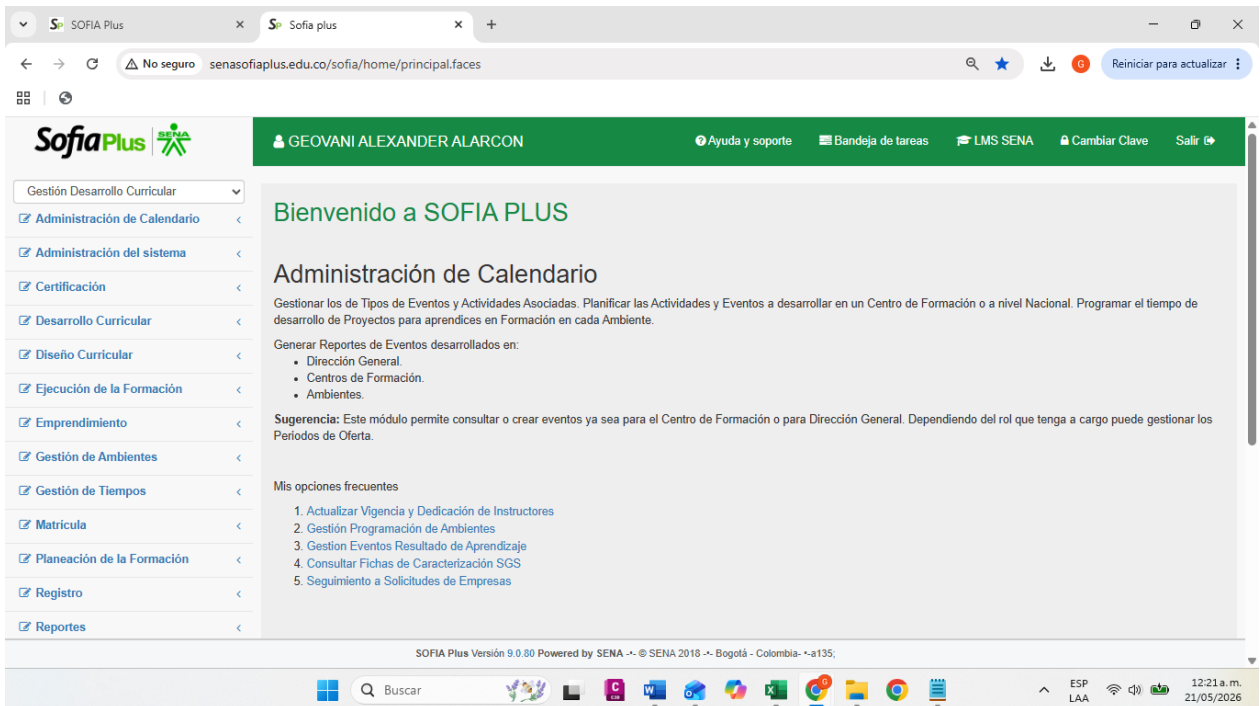 SOFIA Plus
Sofia plus
No seguro
senasofiaplus.edu.co/sofia/home/principal.faces
G
Reiniciar para actualizar
SofiaPlus SENA
GEOVANI ALEXANDER ALARCON
Ayuda y soporte
Bandeja de tareas
LMS SENA
Cambiar Clave
Salir
Gestión Desarrollo Curricular
Administración de Calendario
Administración del sistema
Certificación
Desarrollo Curricular
Diseño Curricular
Ejecución de la Formación
Emprendimiento
Gestión de Ambientes
Gestión de Tiempos
Matricula
Planeación de la Formación
Registro
Reportes
Bienvenido a SOFIA PLUS
Administración de Calendario
Gestionar los de Tipos de Eventos y Actividades Asociadas. Planificar las Actividades y Eventos a desarrollar en un Centro de Formación o a nivel Nacional. Programar el tiempo de
desarrollo de Proyectos para aprendices en Formación en cada Ambiente.
Generar Reportes de Eventos desarrollados en:
• Dirección General.
• Centros de Formación.
• Ambientes.
Sugerencia: Este módulo permite consultar o crear eventos ya sea para el Centro de Formación o para Dirección General. Dependiendo del rol que tenga a cargo puede gestionar los
Periodos de Oferta.
Mis opciones frecuentes
1. Actualizar Vigencia y Dedicación de Instructores
2. Gestión Programación de Ambientes
3. Gestion Eventos Resultado de Aprendizaje
4. Consultar Fichas de Caracterización SGS
5. Seguimiento a Solicitudes de Empresas
SOFIA Plus Versión 9.0.80 Powered by SENA -•- © SENA 2018 -•- Bogotá - Colombia- •-a135;
Buscar
ESP
LAA
12:21 a. m.
21/05/2026